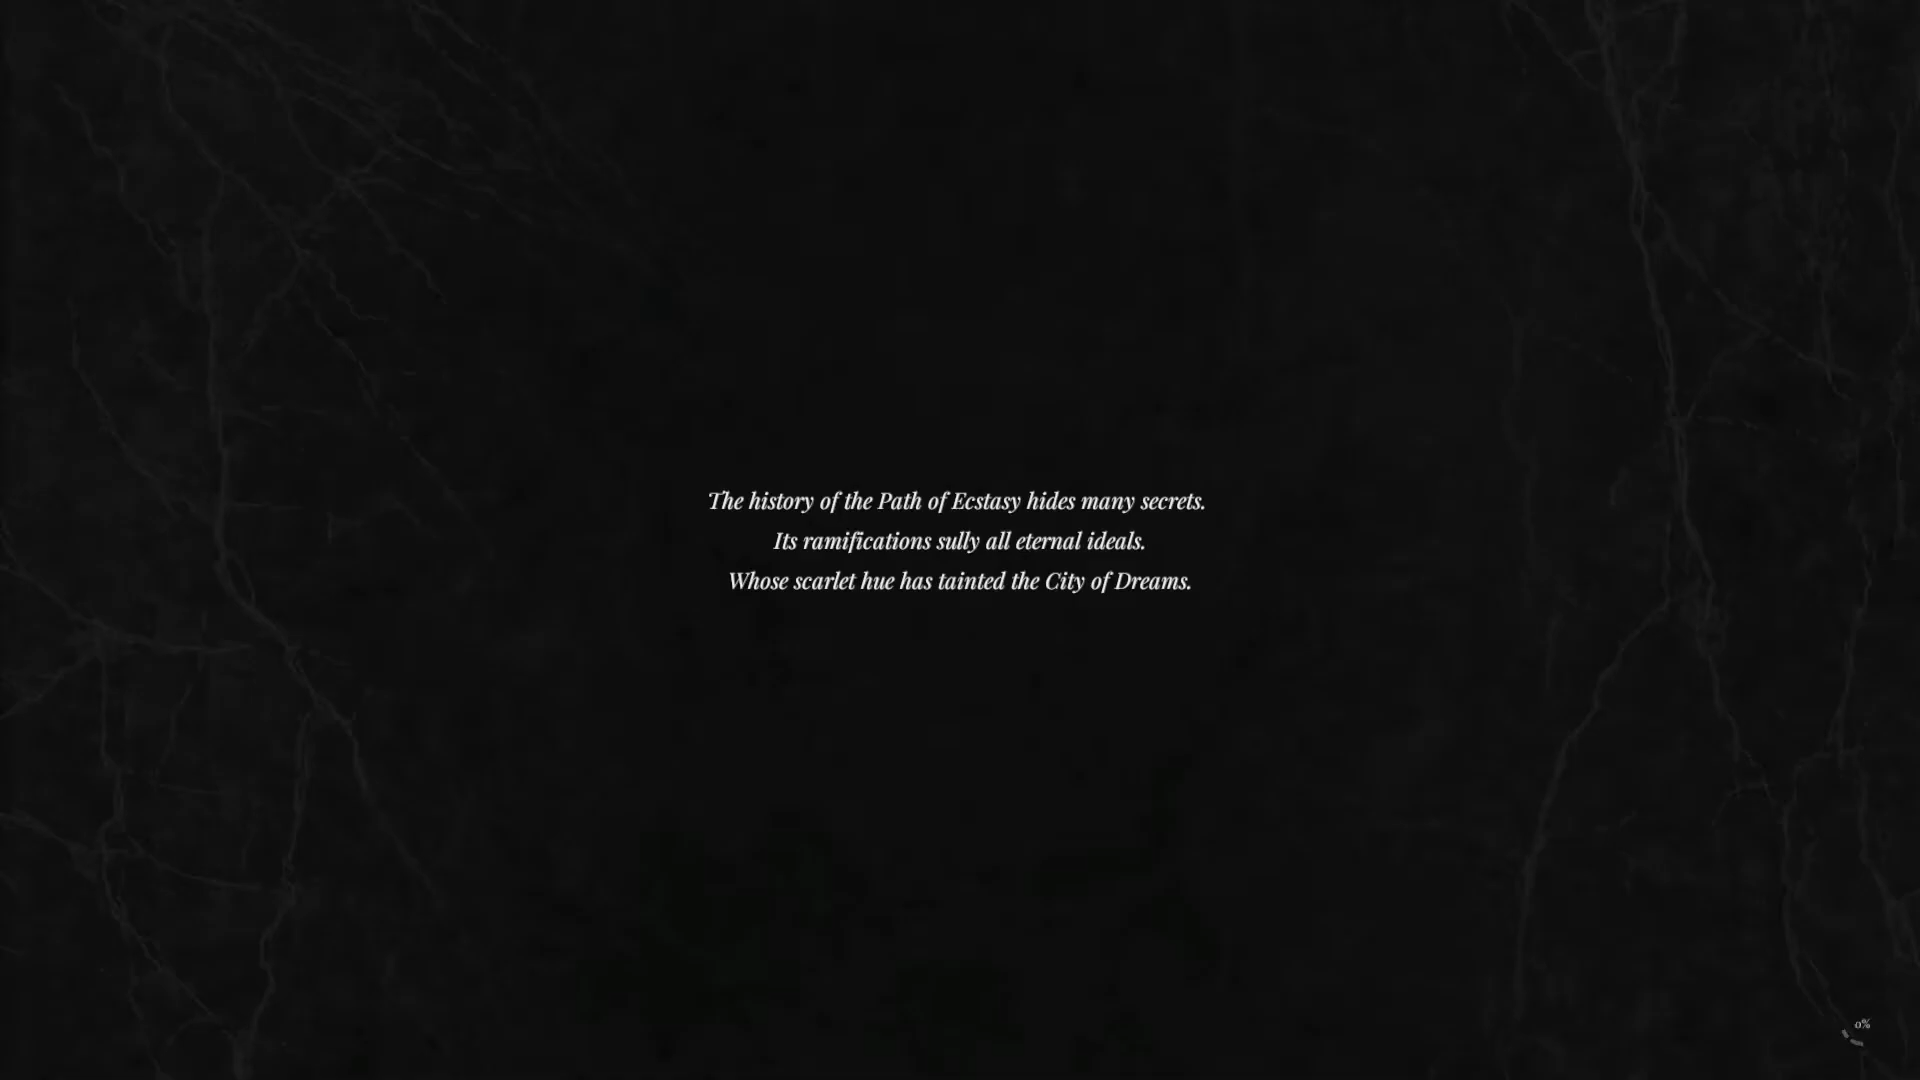 The history of the Path of Ecstasy hides many secrets.
Its ramifications sully all eternal ideals.
Whose scarlet hue has tainted the City of Dreams.
0%